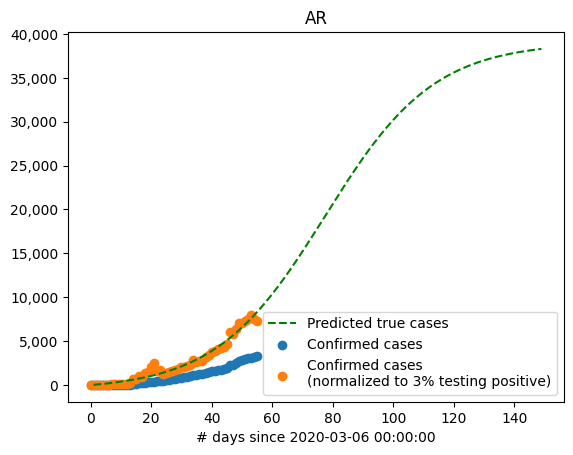 AR
40,000
35,000
30,000
25,000
20,000
15,000
10,000
5,000
0
Predicted true cases
Confirmed cases
Confirmed cases
(normalized to 3% testing positive)
0 20 40 60 80 100 120 140
# days since 2020-03-06 00:00:00